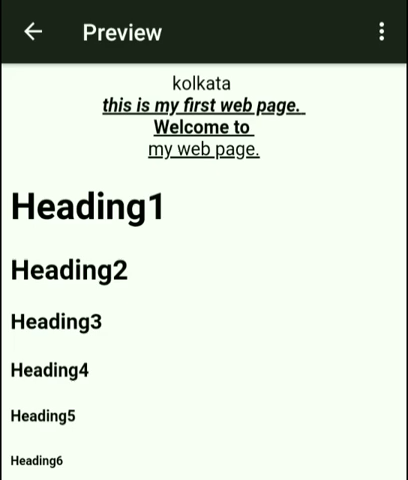 Preview
kolkata
this is my first web page.
Welcome to
my web page.
Heading1
Heading2
Heading3
Heading4
Heading5
Heading6